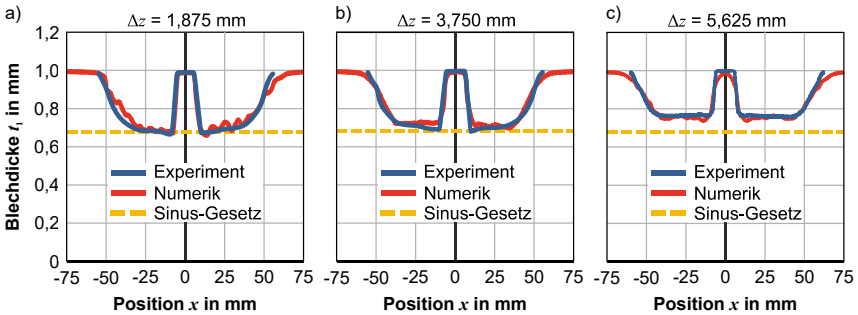 a)
Δz = 1,875 mm
b)
Δz = 3,750 mm
c)
Δz = 5,625 mm
Blechdicke t₁ in mm
1,2
1,0
0,8
0,6
0,4
0,2
0
Experiment
Numerik
Sinus-Gesetz
Experiment
Numerik
Sinus-Gesetz
Experiment
Numerik
Sinus-Gesetz
-75 -50 -25 0 25 50 75
-75 -50 -25 0 25 50 75
-75 -50 -25 0 25 50 75
Position x in mm
Position x in mm
Position x in mm